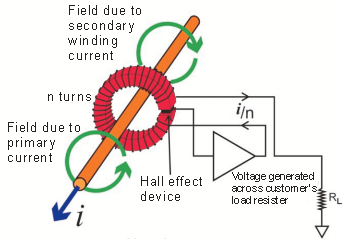 Field due to
secondary
winding
current
n turns
i/n
Field due to
primary
current
Hall effect
device
Voltage generated
across customer's
load resister
RL
i